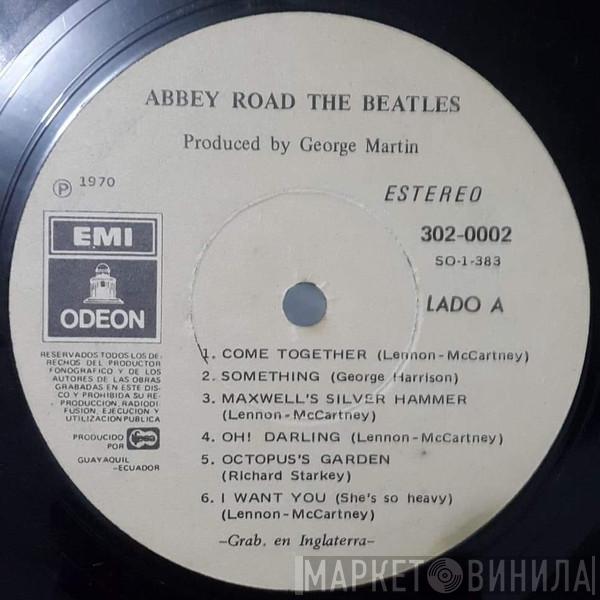 ABBEY ROAD THE BEATLES
Produced by George Martin
Ⓟ 1970
ESTEREO
EMI
302-0002
SO-1-383
ODEON
LADO A
RESERVADOS TODOS LOS DE-
RECHOS DEL PRODUCTOR
FONOGRAFICO Y DE LOS
AUTORES DE LAS OBRAS
GRABADAS EN ESTE DIS-
CO Y PROHIBIDA SU RE-
PRODUCCION, RADIODI-
FUSION, EJECUCION Y
UTILIZACION PUBLICA
PRODUCIDO
POR
GUAYAQUIL
-ECUADOR
1. COME TOGETHER (Lennon-McCartney)
2. SOMETHING (George Harrison)
3. MAXWELL'S SILVER HAMMER
(Lennon-McCartney)
4. OH! DARLING (Lennon-McCartney)
5. OCTOPUS'S GARDEN
(Richard Starkey)
6. I WANT YOU (She's so heavy)
(Lennon-McCartney)
-Grab. en Inglaterra-
МАРКЕТ ВИНИЛА